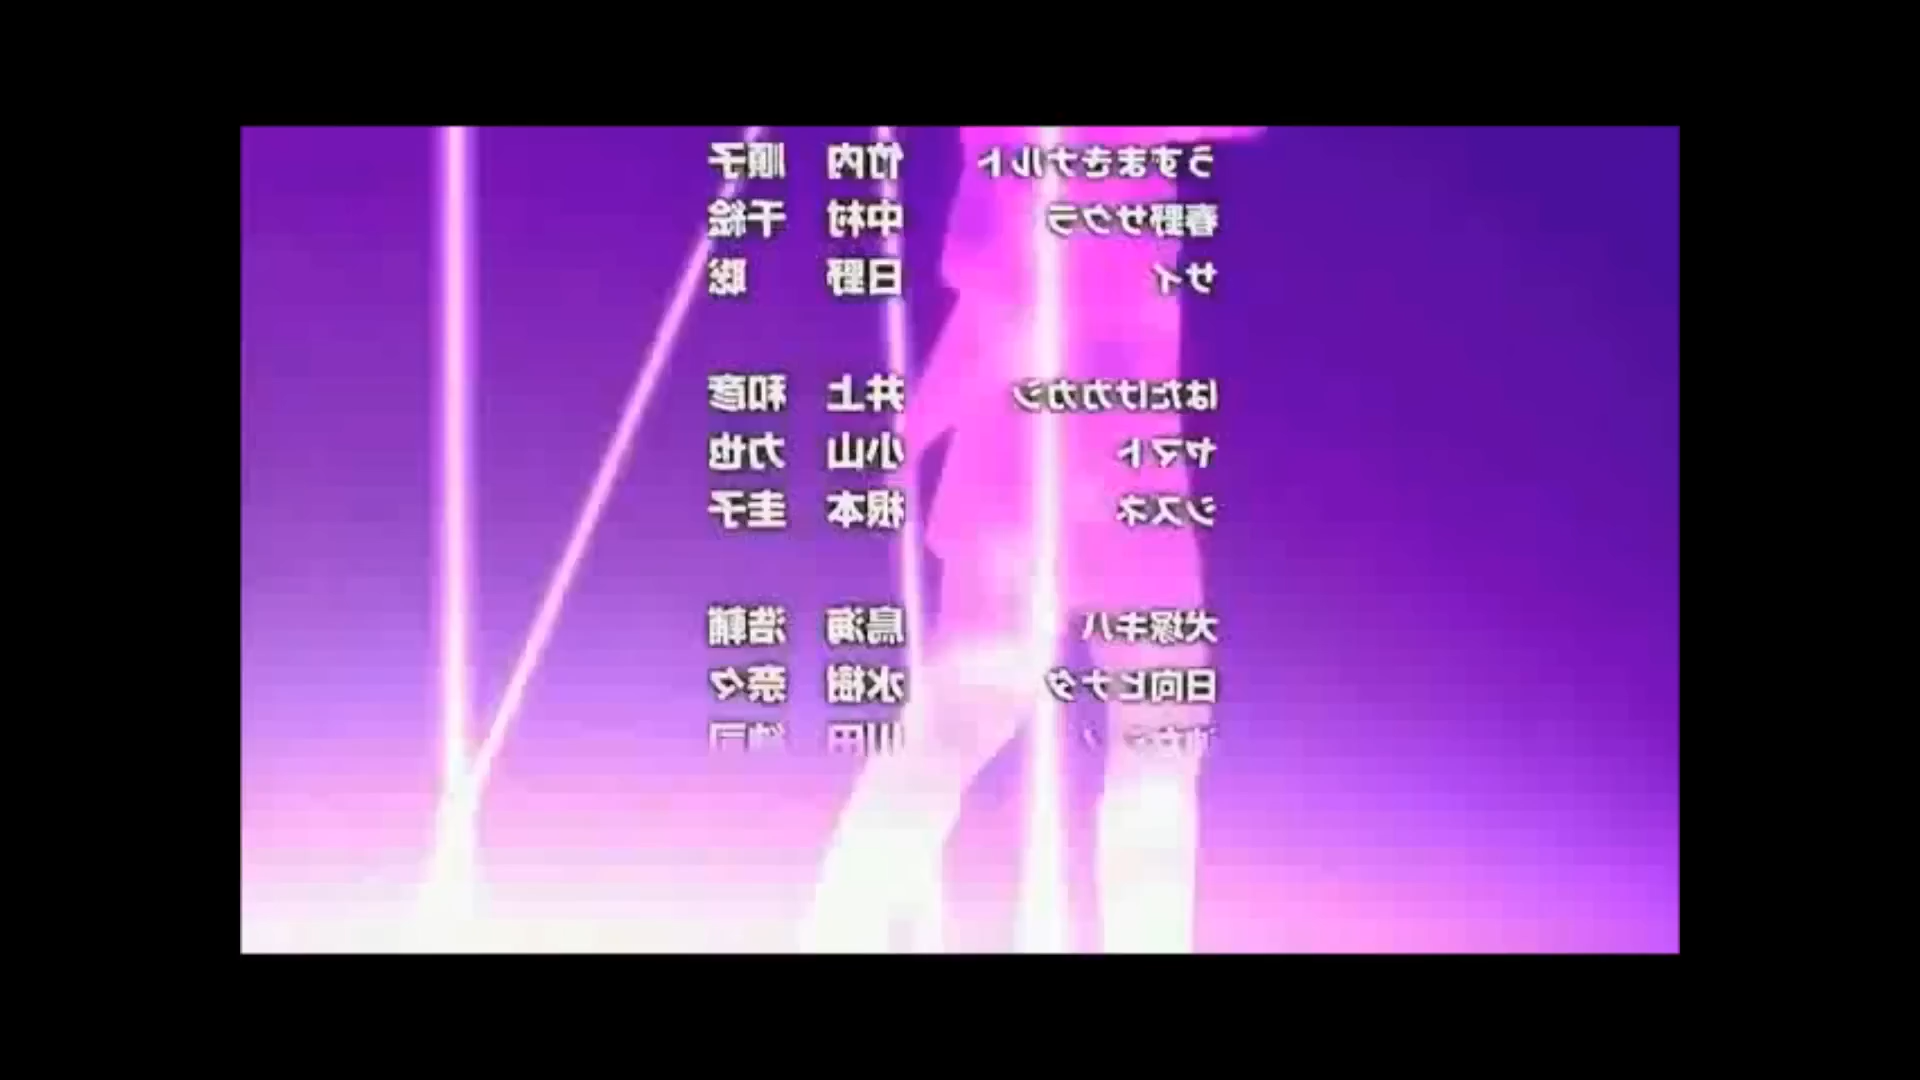 うずまきナルト 竹内 順子
春野サクラ 中村 千絵
サイ 日野 聡
はたけカカシ 井上 和彦
ヤマト 小山 力也
シズネ 根本 圭子
犬塚キバ 鳥海 浩輔
日向ヒナタ 水樹 奈々
川田